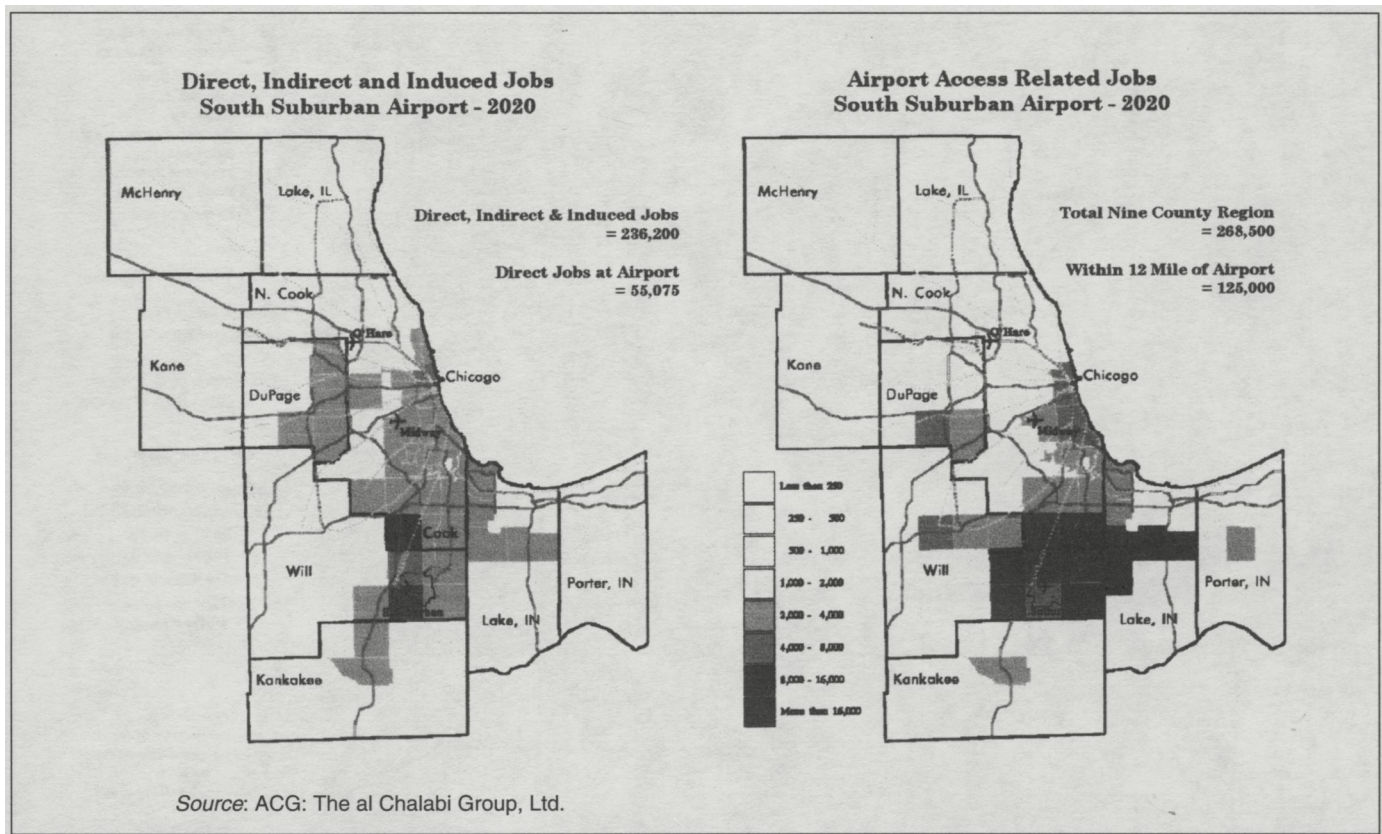 Direct, Indirect and Induced Jobs
South Suburban Airport - 2020
McHenry
Lake, IL
Direct, Indirect & Induced Jobs
= 236,200
Direct Jobs at Airport
= 55,075
N. Cook
O'Hare
Kane
DuPage
Chicago
Midway
Cook
Will
Porter, IN
Lake, IN
Kankakee
Airport Access Related Jobs
South Suburban Airport - 2020
McHenry
Lake, IL
Total Nine County Region
= 268,500
Within 12 Mile of Airport
= 125,000
N. Cook
O'Hare
Kane
DuPage
Chicago
Midway
Less than 250
250 - 500
500 - 1,000
1,000 - 2,000
2,000 - 4,000
4,000 - 8,000
8,000 - 16,000
More than 16,000
Will
Porter, IN
Lake, IN
Kankakee
Source: ACG: The al Chalabi Group, Ltd.